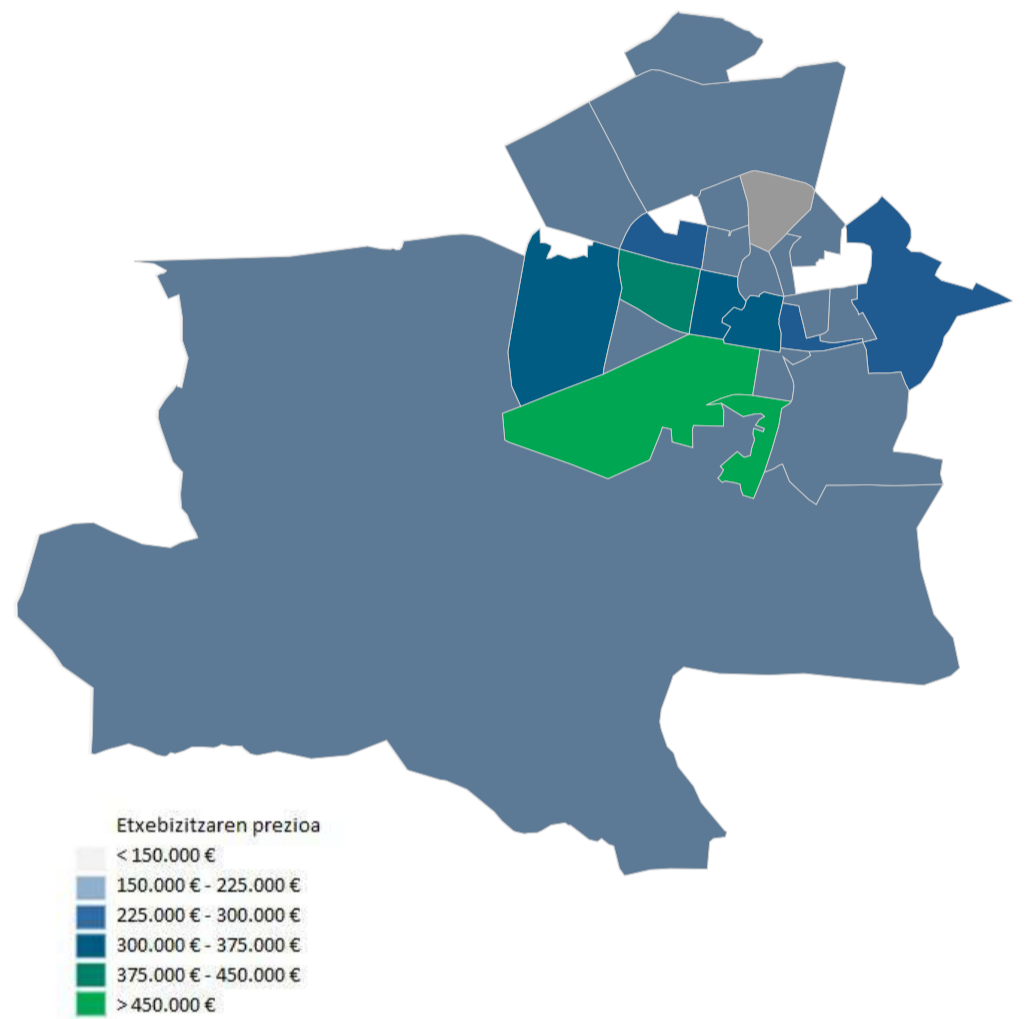 Etxebizitzaren prezioa
< 150.000 €
150.000 € - 225.000 €
225.000 € - 300.000 €
300.000 € - 375.000 €
375.000 € - 450.000 €
> 450.000 €